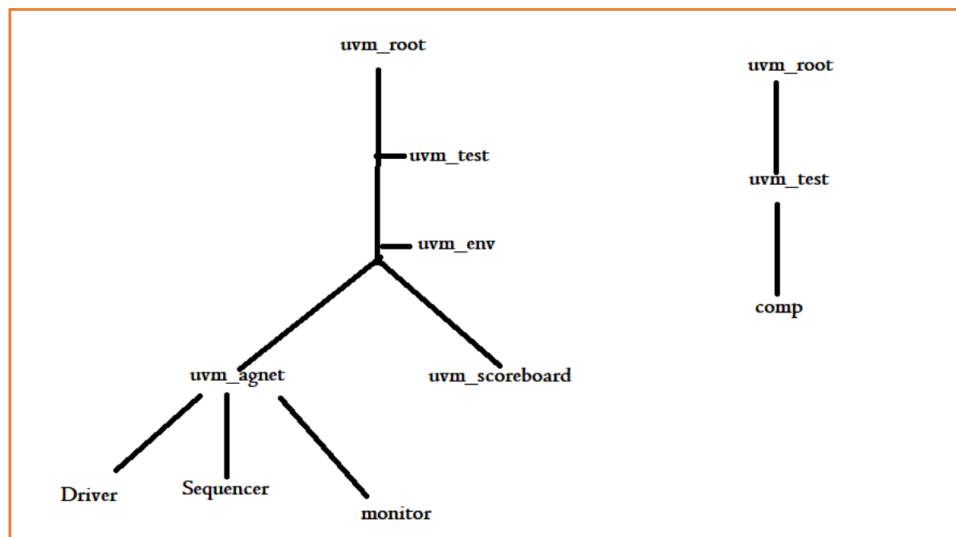 uvm_root
uvm_test
uvm_env
uvm_agnet
uvm_scoreboard
Driver
Sequencer
monitor
uvm_root
uvm_test
comp